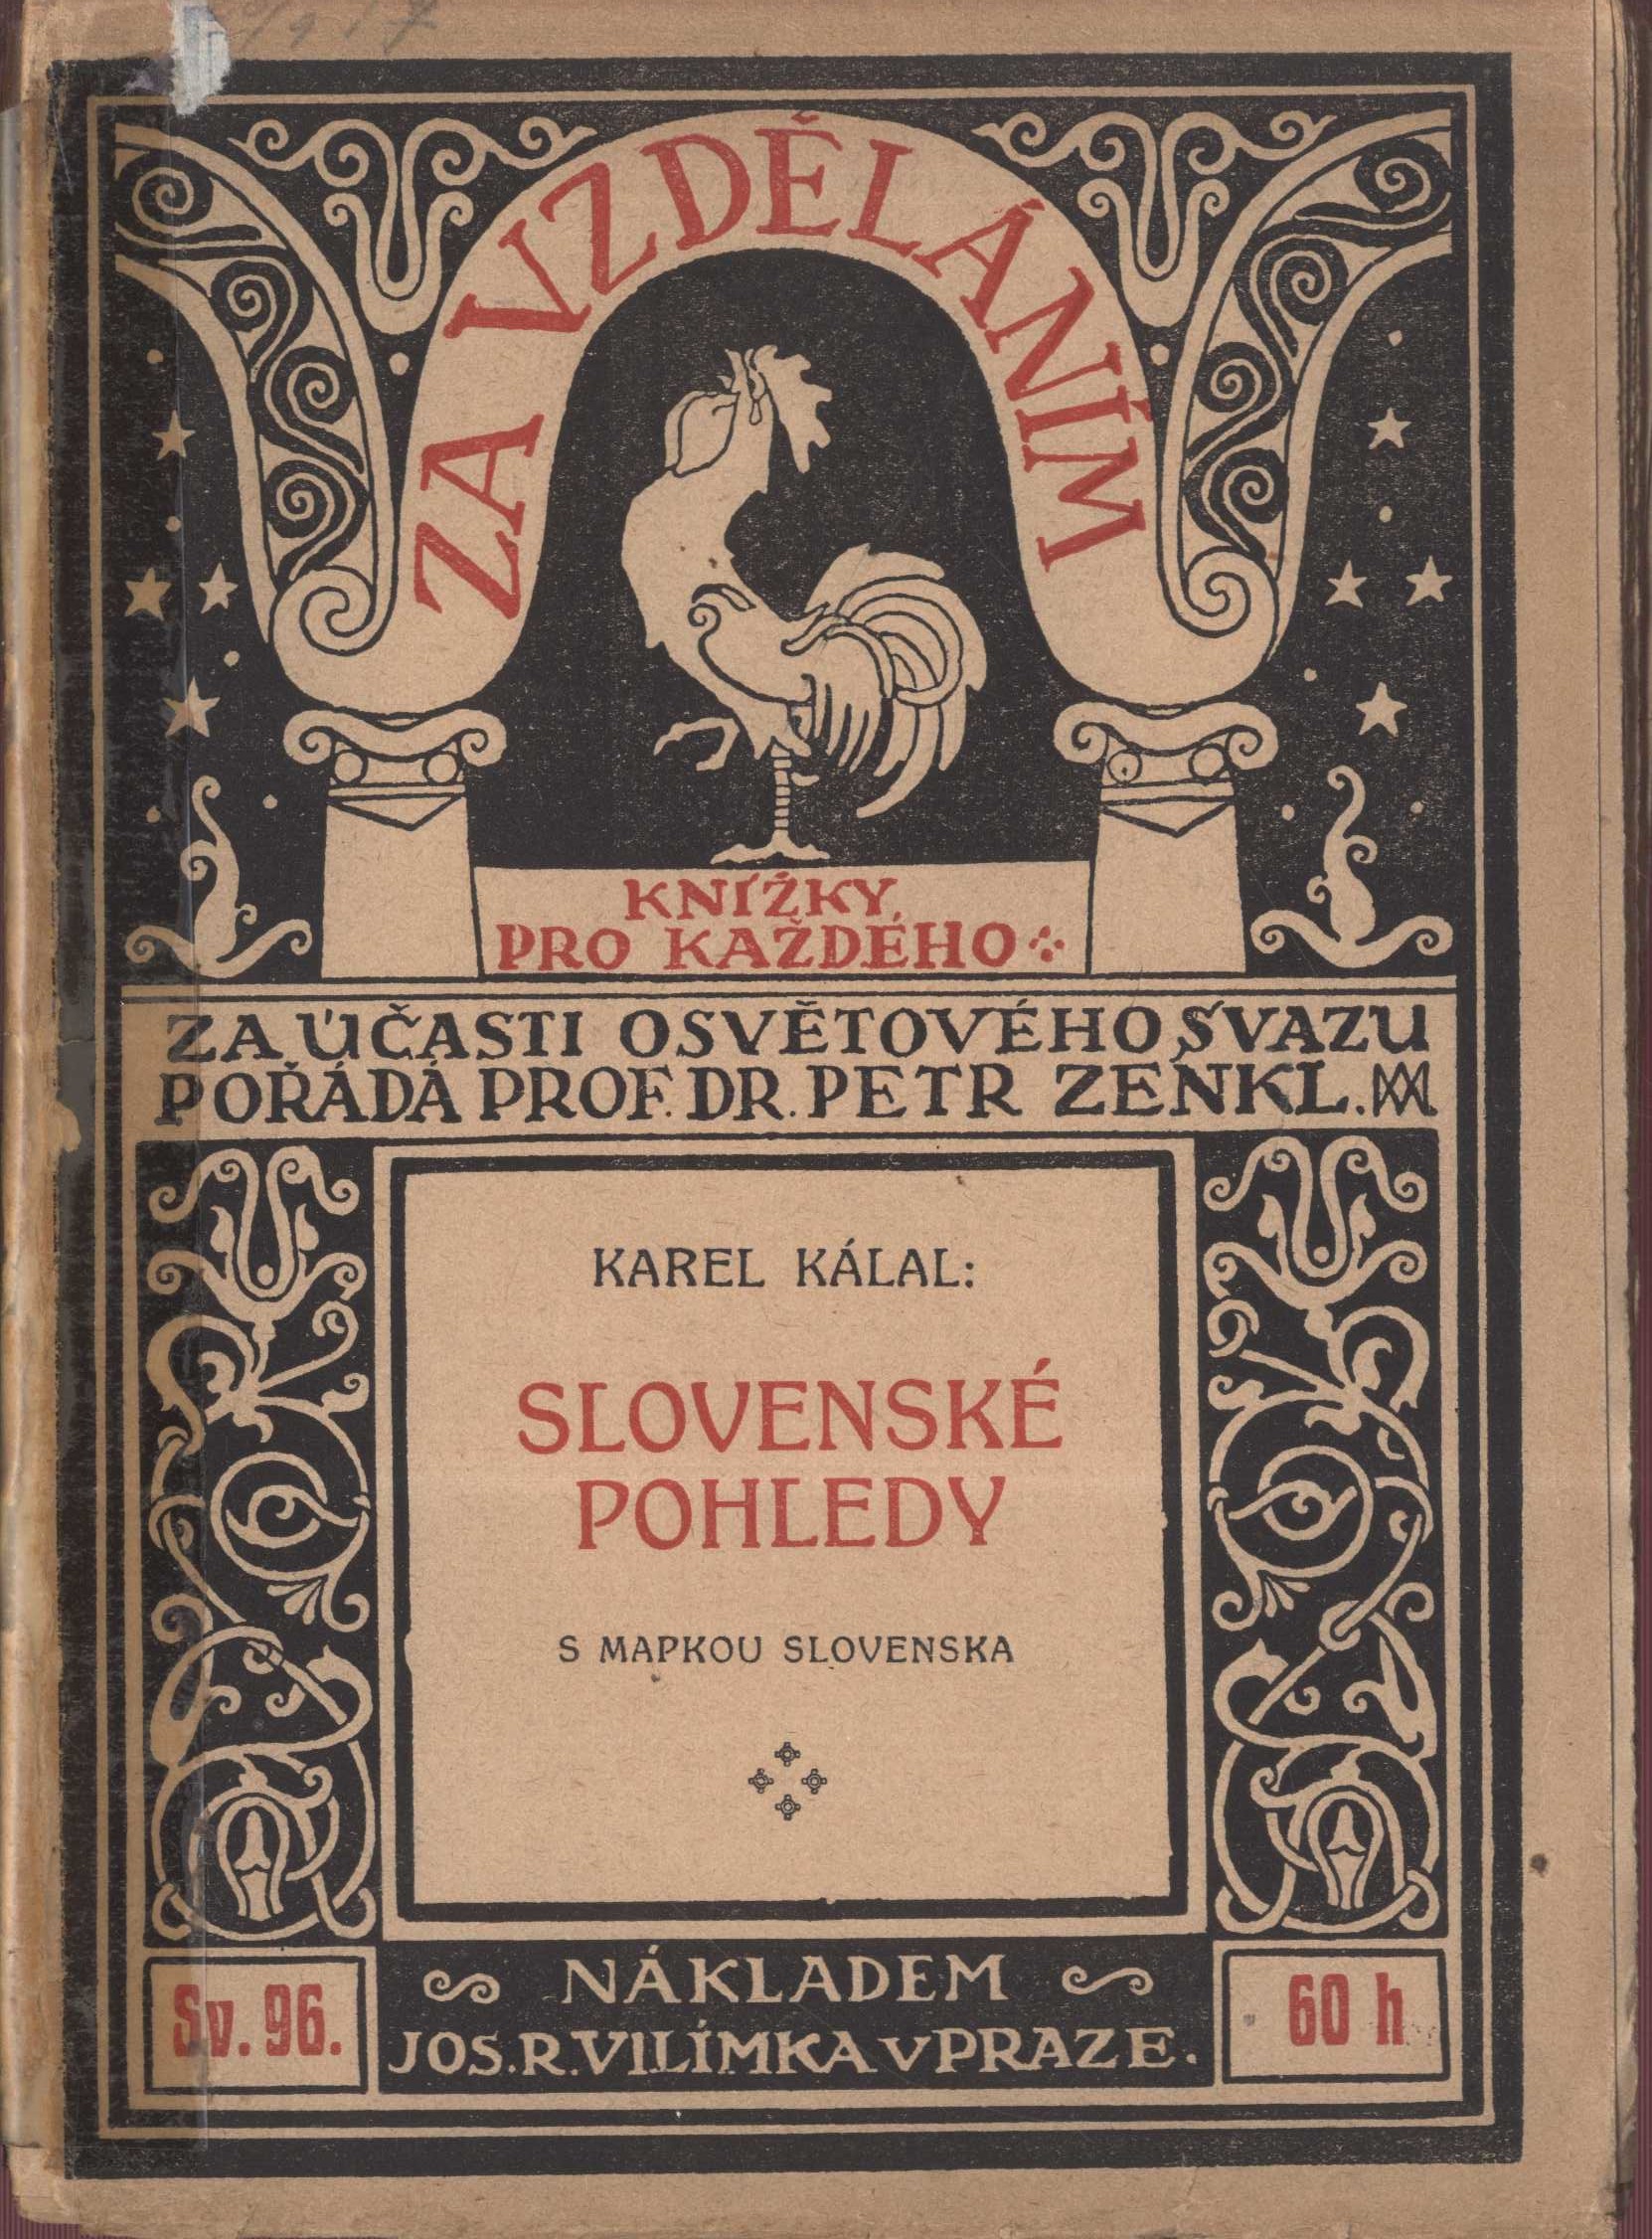 ZA VZDĚLÁNÍM
KNÍŽKY
PRO KAŽDÉHO
ZA ÚČASTI OSVĚTOVÉHO SVAZU
POŘÁDÁ PROF. DR. PETR ZENKL.
KAREL KÁLAL:
SLOVENSKÉ
POHLEDY
S MAPKOU SLOVENSKA
NÁKLADEM
JOS. R. VILÍMKA V PRAZE.
Sv. 96.
60 h